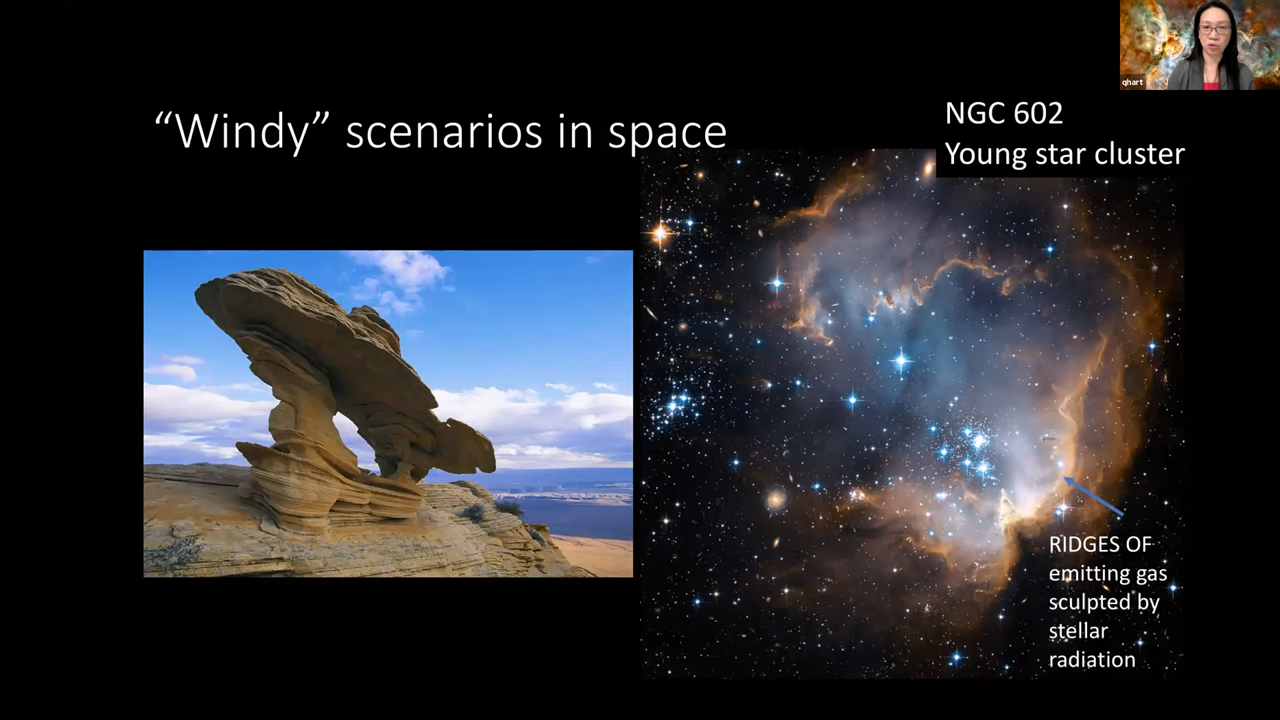 qhart
“Windy” scenarios in space
NGC 602
Young star cluster
RIDGES OF
emitting gas
sculpted by
stellar
radiation